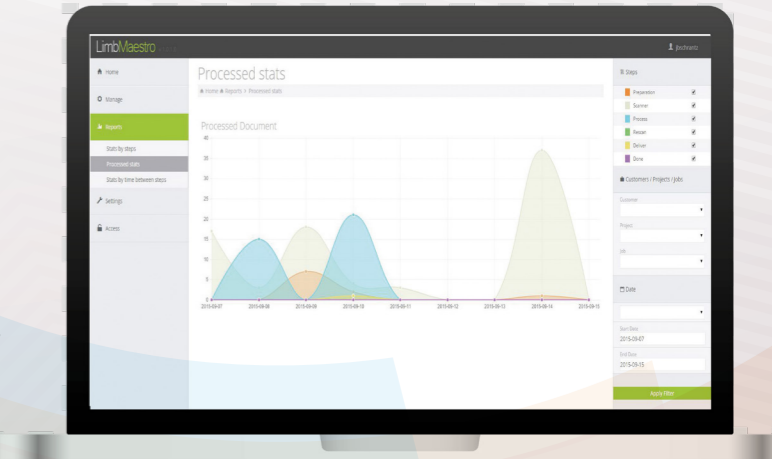 LimbMaestro
Home
Manage
Reports
Stats by steps
Processed stats
Stats by time between steps
Settings
Access
Processed stats
Home Reports > Processed stats
Processed Document
40
35
30
25
20
15
10
5
0
2015-09-07 2015-09-08 2015-09-09 2015-09-10 2015-09-11 2015-09-12 2015-09-13 2015-09-14 2015-09-15
Steps
Preparation
Scanner
Process
Rescan
Deliver
Done
Customers / Projects / Jobs
Customer
Project
Job
Date
Start Date
2015-09-07
End Date
2015-09-15
Apply Filter